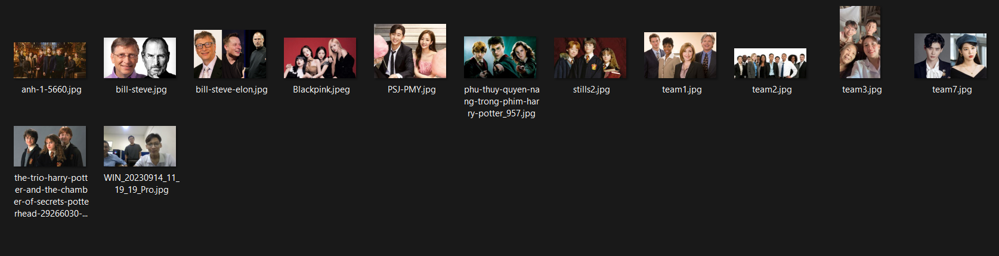 anh-1-5660.jpg
bill-steve.jpg
bill-steve-elon.jpg
Blackpink.jpeg
PSJ-PMY.jpg
phu-thuy-quyen-na
ng-trong-phim-har
ry-potter_957.jpg
stills2.jpg
team1.jpg
team2.jpg
team3.jpg
team7.jpg
the-trio-harry-pott
er-and-the-chamb
er-of-secrets-potte
rhead-29266030-...
WIN_20230914_11_
19_19_Pro.jpg